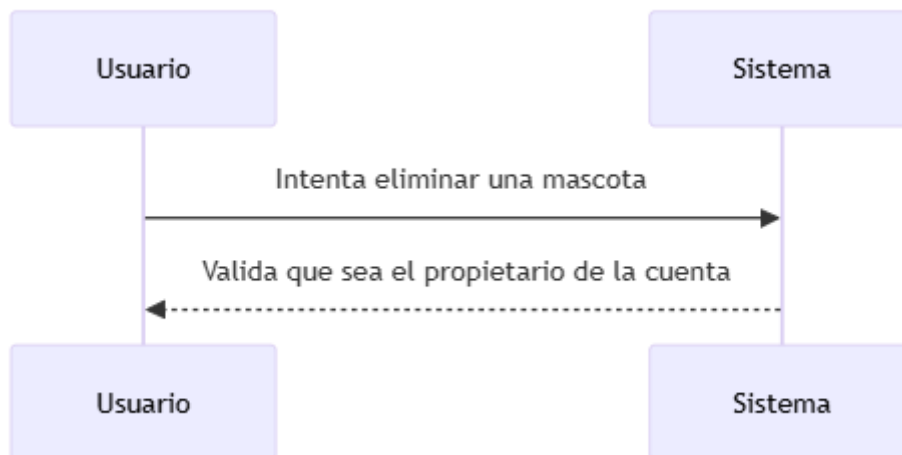 Usuario
Sistema
Intenta eliminar una mascota
Valida que sea el propietario de la cuenta
Usuario
Sistema